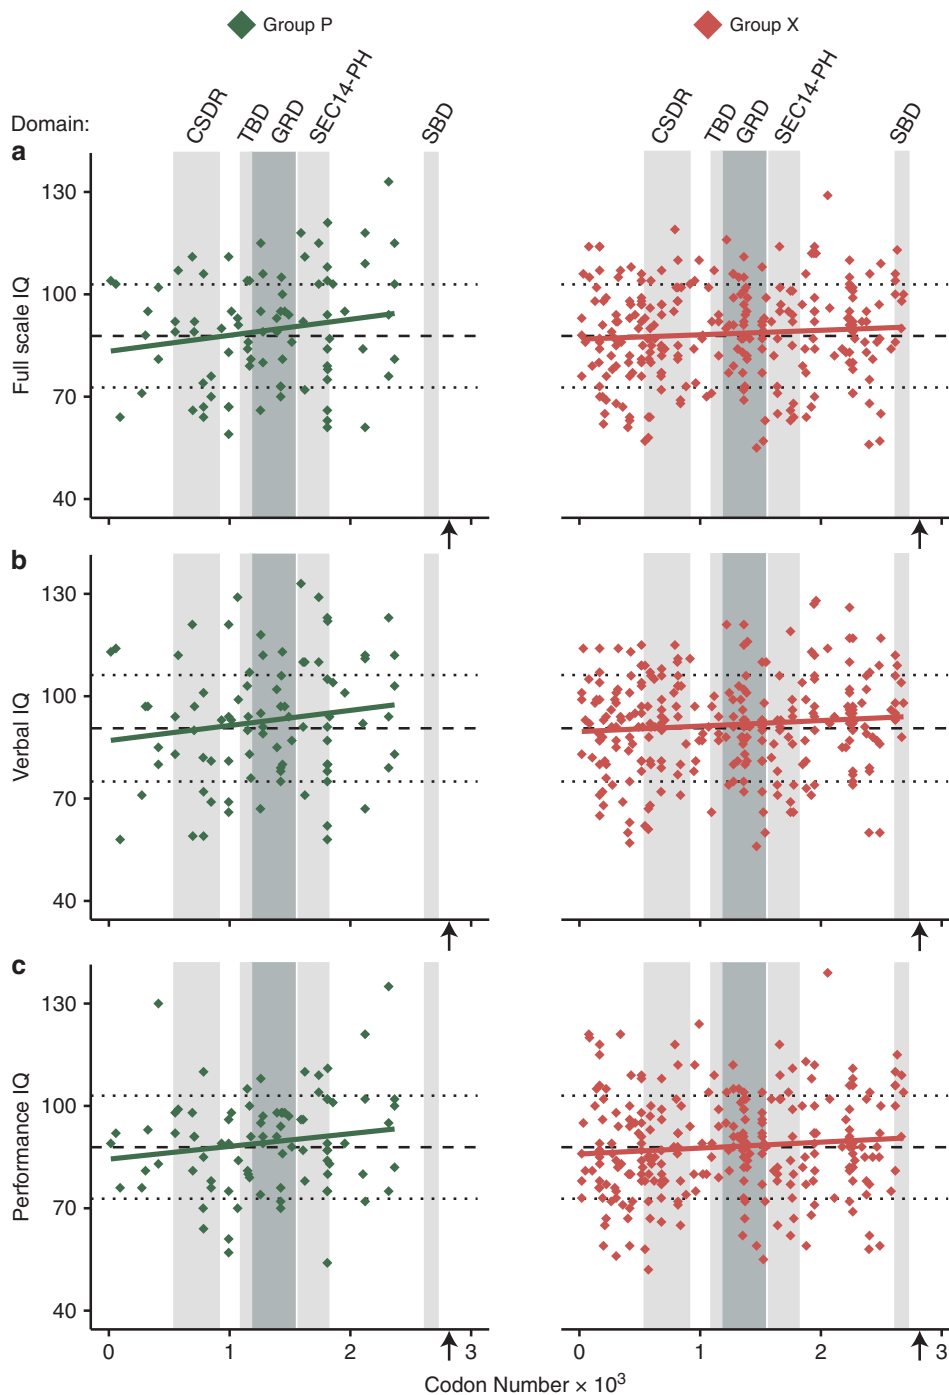 Group P Group X
Domain: CSDR TBD GRD SEC14-PH SBD CSDR TBD GRD SEC14-PH SBD
a
130
100
70
40
Full scale IQ
b
130
100
70
40
Verbal IQ
c
130
100
70
40
Performance IQ
0 1 2 3 0 1 2 3
Codon Number × 10³